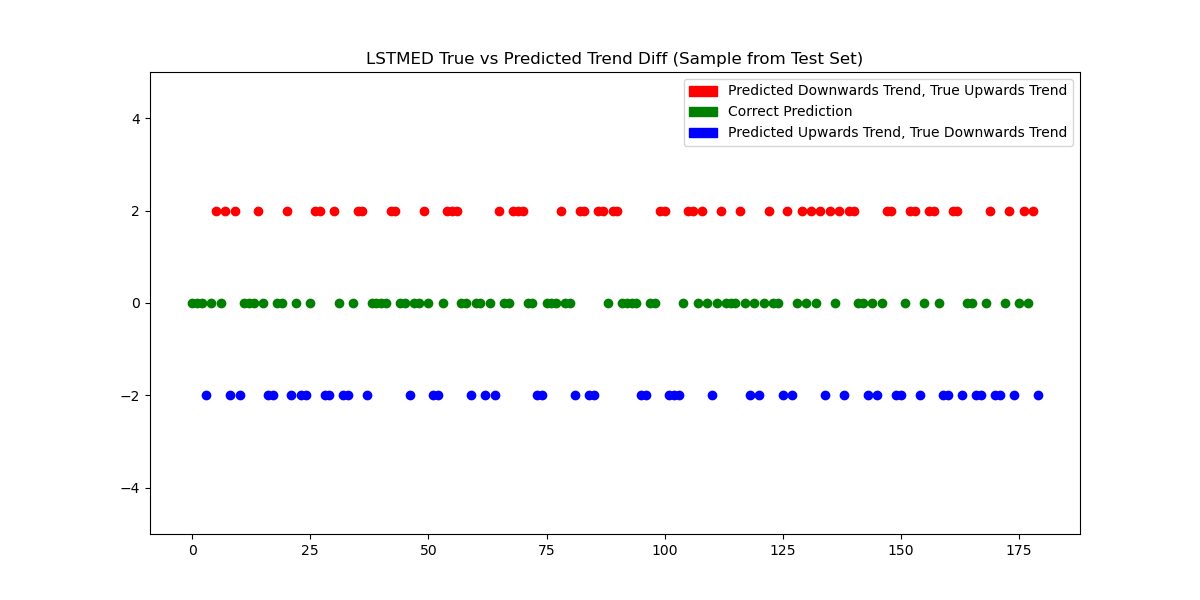 LSTMED True vs Predicted Trend Diff (Sample from Test Set)
Predicted Downwards Trend, True Upwards Trend
Correct Prediction
Predicted Upwards Trend, True Downwards Trend
4
2
0
−2
−4
0 25 50 75 100 125 150 175